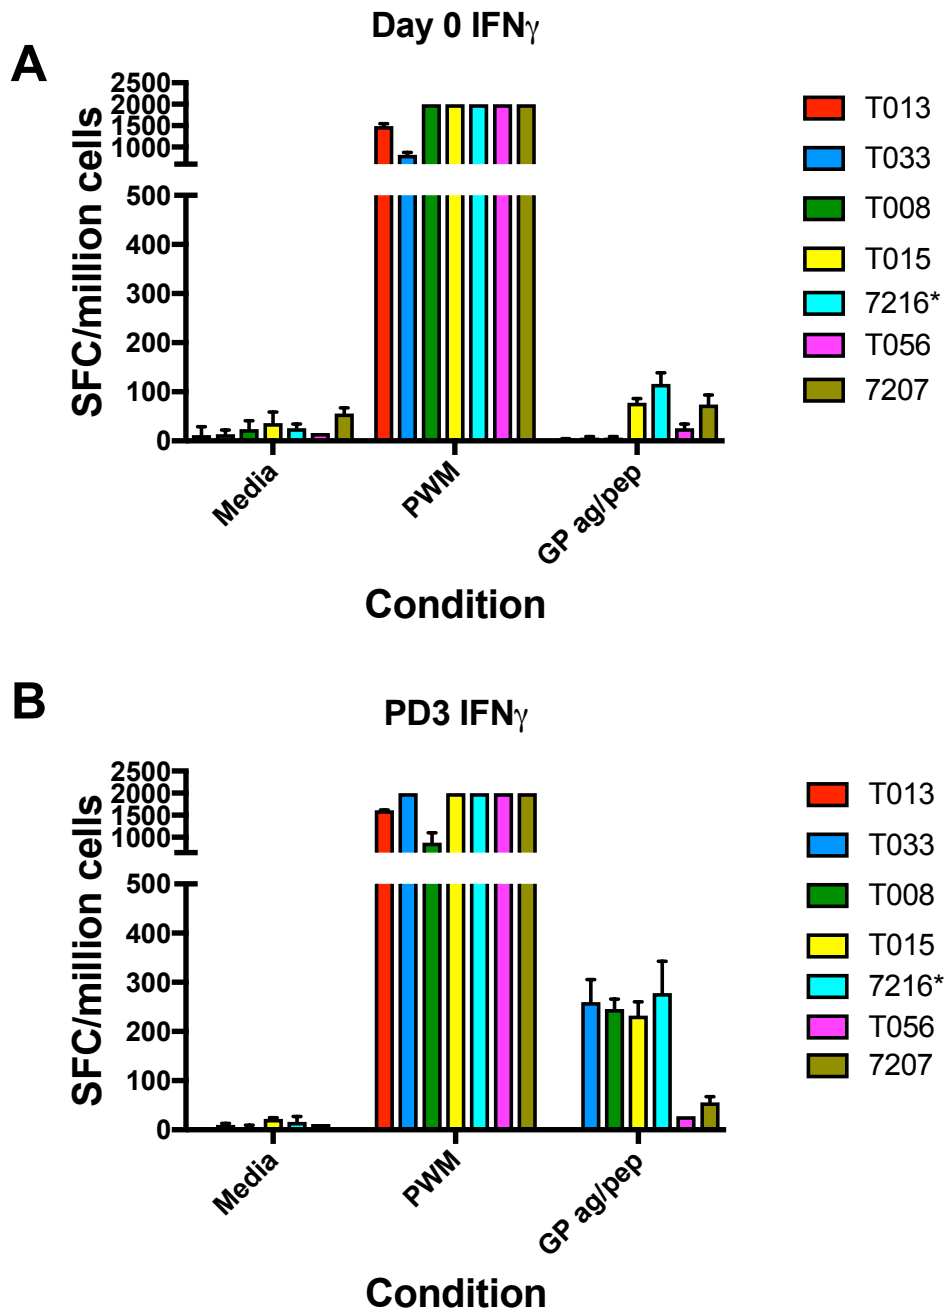 Day 0 IFNγ
A
SFC/million cells
2500
2000
1500
1000
500
400
300
200
100
0
Media
PWM
GP ag/pep
Condition
T013
T033
T008
T015
7216*
T056
7207
B
PD3 IFNγ
SFC/million cells
2500
2000
1500
1000
500
400
300
200
100
0
Media
PWM
GP ag/pep
Condition
T013
T033
T008
T015
7216*
T056
7207